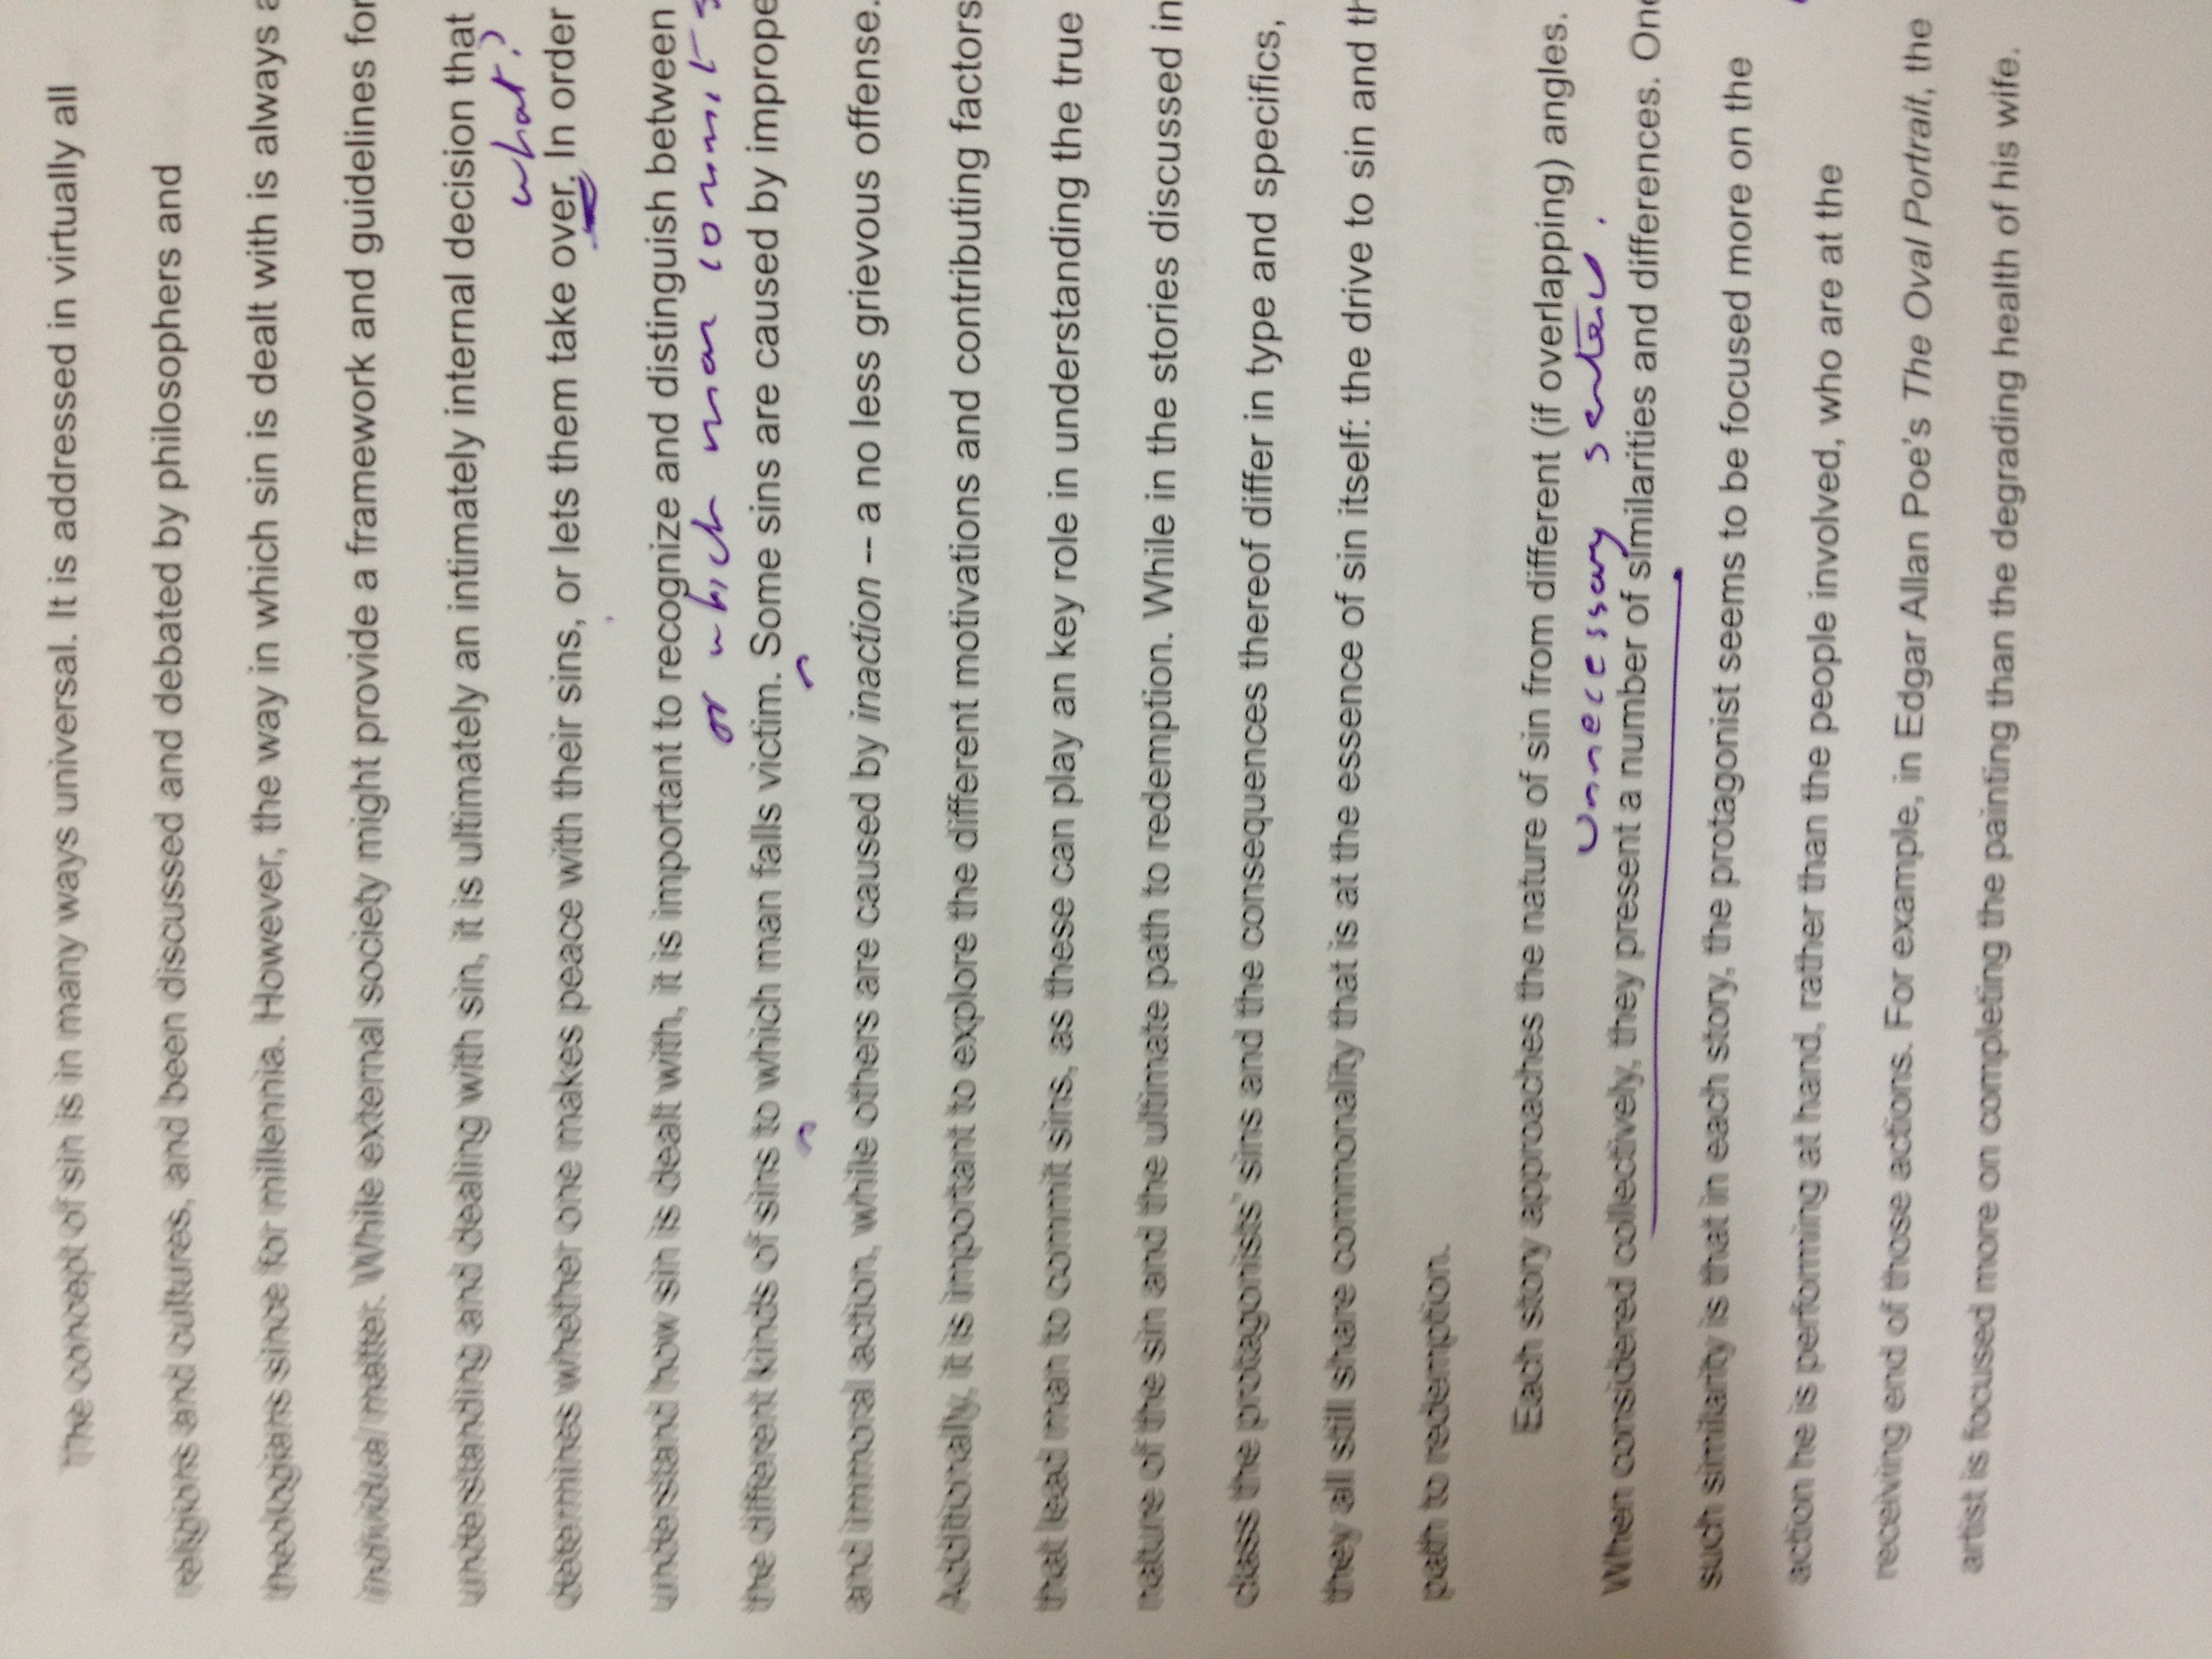 The concept of sin is in many ways universal. It is addressed in virtually all
religions and cultures, and been discussed and debated by philosophers and
theologians since for millennia. However, the way in which sin is dealt with is always
individual matter. While external society might provide a framework and guidelines for
understanding and dealing with sin, it is ultimately an intimately internal decision that
what?
determines whether one makes peace with their sins, or lets them take over. In order
understand how sin is dealt with, it is important to recognize and distinguish between
or which man commits
the different kinds of sins to which man falls victim. Some sins are caused by imprope
and immoral action, while others are caused by inaction -- a no less grievous offense.
Additionally, it is important to explore the different motivations and contributing factors
that lead man to commit sins, as these can play an key role in understanding the true
nature of the sin and the ultimate path to redemption. While in the stories discussed in
class the protagonists' sins and the consequences thereof differ in type and specifics,
they all still share commonality that is at the essence of sin itself: the drive to sin and th
path to redemption.
Each story approaches the nature of sin from different (if overlapping) angles.
Unnecessary
When considered collectively, they present a number of similarities and differences. One
such similarity is that in each story, the protagonist seems to be focused more on the
action he is performing at hand, rather than the people involved, who are at the
receiving end of those actions. For example, in Edgar Allan Poe's The Oval Portrait, the
artist is focused more on completing the painting than the degrading health of his wife.